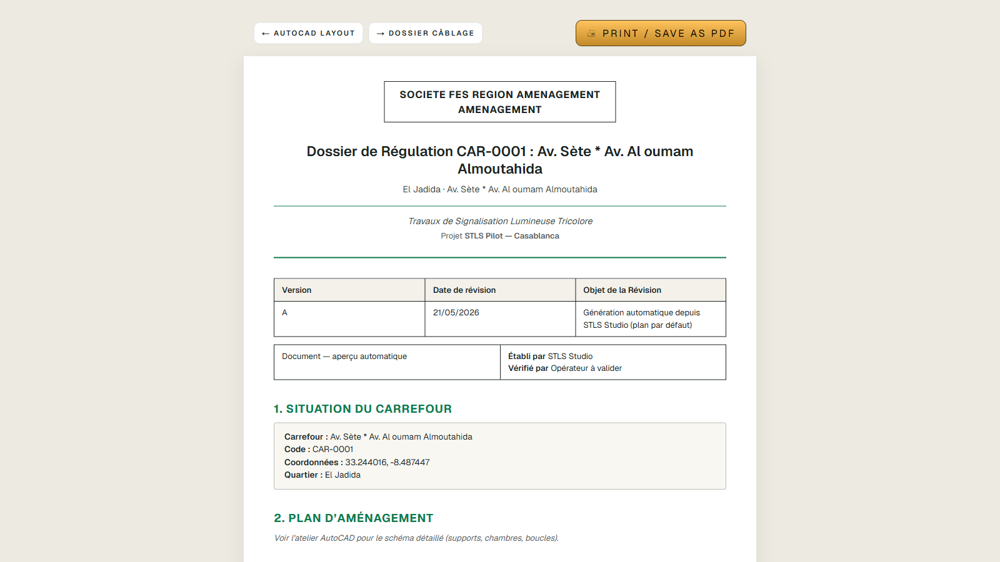 ← AUTOCAD LAYOUT
→ DOSSIER CÂBLAGE
PRINT / SAVE AS PDF
SOCIETE FES REGION AMENAGEMENT
AMENAGEMENT
Dossier de Régulation CAR-0001 : Av. Sète * Av. Al oumam
Almoutahida
El Jadida · Av. Sète * Av. Al oumam Almoutahida
Travaux de Signalisation Lumineuse Tricolore
Projet STLS Pilot — Casablanca
Version
Date de révision
Objet de la Révision
A
21/05/2026
Génération automatique depuis
STLS Studio (plan par défaut)
Document — aperçu automatique
Établi par STLS Studio
Vérifié par Opérateur à valider
1. SITUATION DU CARREFOUR
Carrefour : Av. Sète * Av. Al oumam Almoutahida
Code : CAR-0001
Coordonnées : 33.244016, -8.487447
Quartier : El Jadida
2. PLAN D’AMÉNAGEMENT
Voir l'atelier AutoCAD pour le schéma détaillé (supports, chambres, boucles).